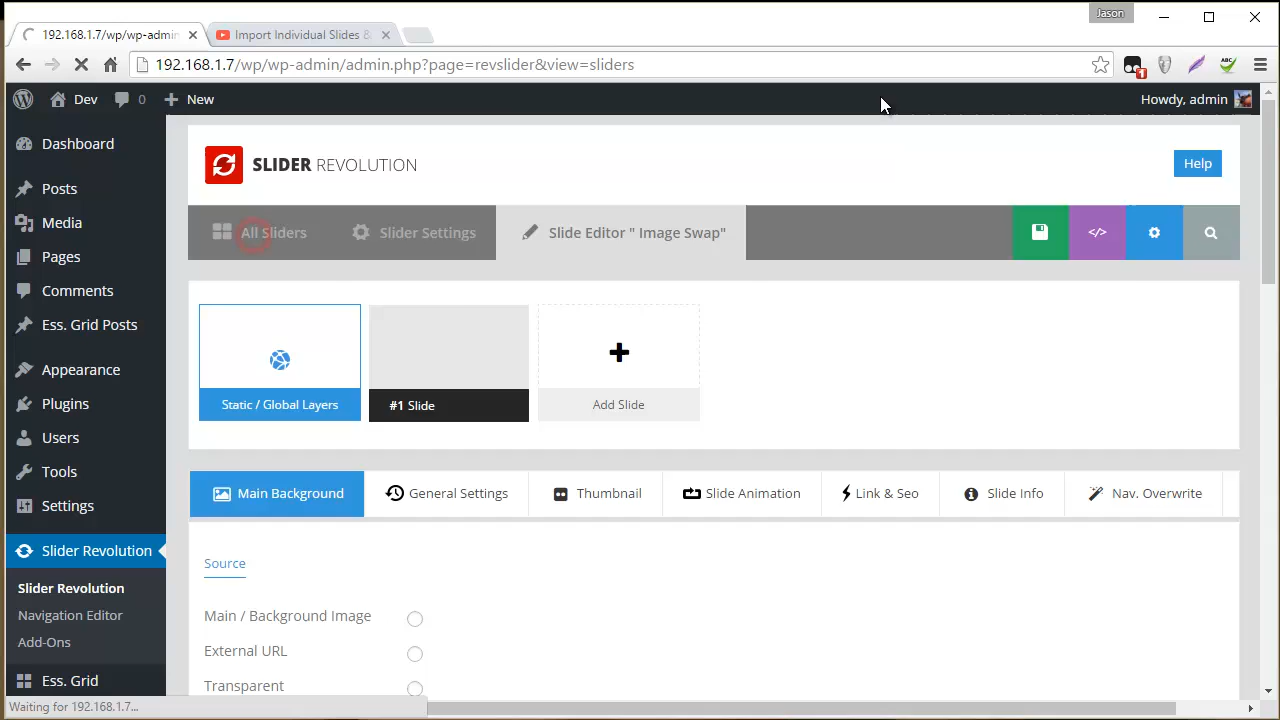 Jason
192.168.1.7/wp/wp-admin
Import Individual Slides &
192.168.1.7/wp/wp-admin/admin.php?page=revslider&view=sliders
1
ABC
Dev
0
New
Howdy, admin
Dashboard
Posts
Media
Pages
Comments
Ess. Grid Posts
Appearance
Plugins
Users
Tools
Settings
Slider Revolution
Slider Revolution
Navigation Editor
Add-Ons
Ess. Grid
SLIDER REVOLUTION
Help
All Sliders
Slider Settings
Slide Editor " Image Swap"
</>
Static / Global Layers
#1 Slide
Add Slide
Main Background
General Settings
Thumbnail
Slide Animation
Link & Seo
Slide Info
Nav. Overwrite
Source
Main / Background Image
External URL
Transparent
Waiting for 192.168.1.7...